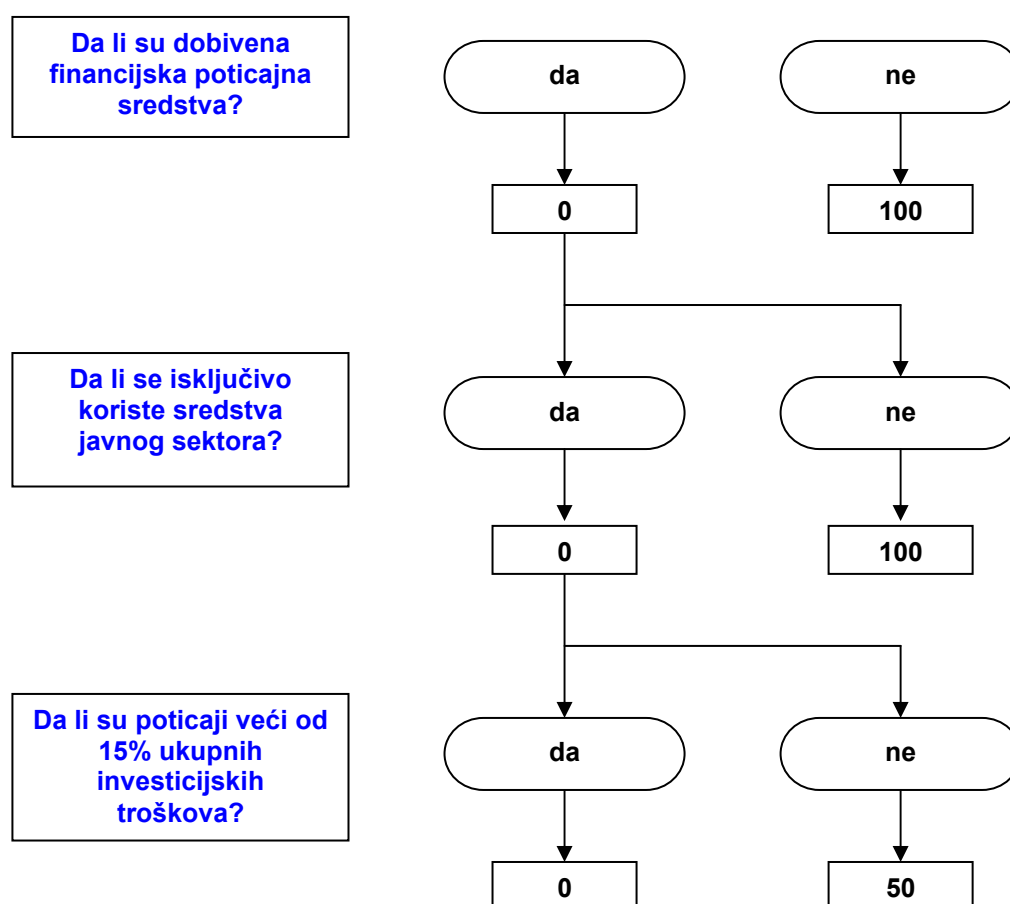 Da li su dobivena
financijska poticajna
sredstva?
da
ne
0
100
Da li se isključivo
koriste sredstva
javnog sektora?
da
ne
0
100
Da li su poticaji veći od
15% ukupnih
investicijskih
troškova?
da
ne
0
50